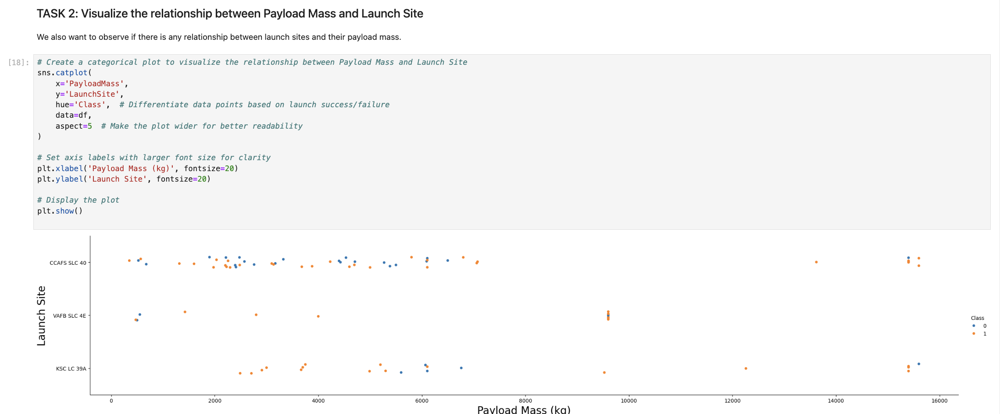 TASK 2: Visualize the relationship between Payload Mass and Launch Site
We also want to observe if there is any relationship between launch sites and their payload mass.
[18]:
# Create a categorical plot to visualize the relationship between Payload Mass and Launch Site
sns.catplot(
    x='PayloadMass',
    y='LaunchSite',
    hue='Class',  # Differentiate data points based on launch success/failure
    data=df,
    aspect=5  # Make the plot wider for better readability
)
# Set axis labels with larger font size for clarity
plt.xlabel('Payload Mass (kg)', fontsize=20)
plt.ylabel('Launch Site', fontsize=20)
# Display the plot
plt.show()
Launch Site
CCAFS SLC 40
VAFB SLC 4E
KSC LC 39A
Class
0
1
0 2000 4000 6000 8000 10000 12000 14000 16000
Payload Mass (kg)